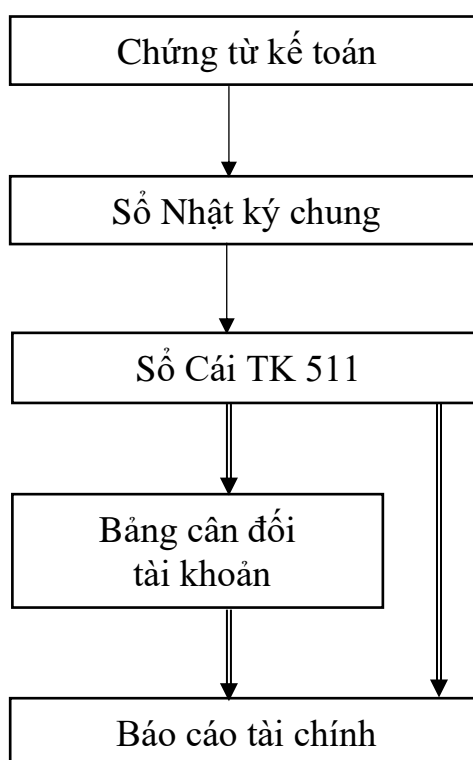 Chứng từ kế toán
Sổ Nhật ký chung
Sổ Cái TK 511
Bảng cân đối
tài khoản
Báo cáo tài chính